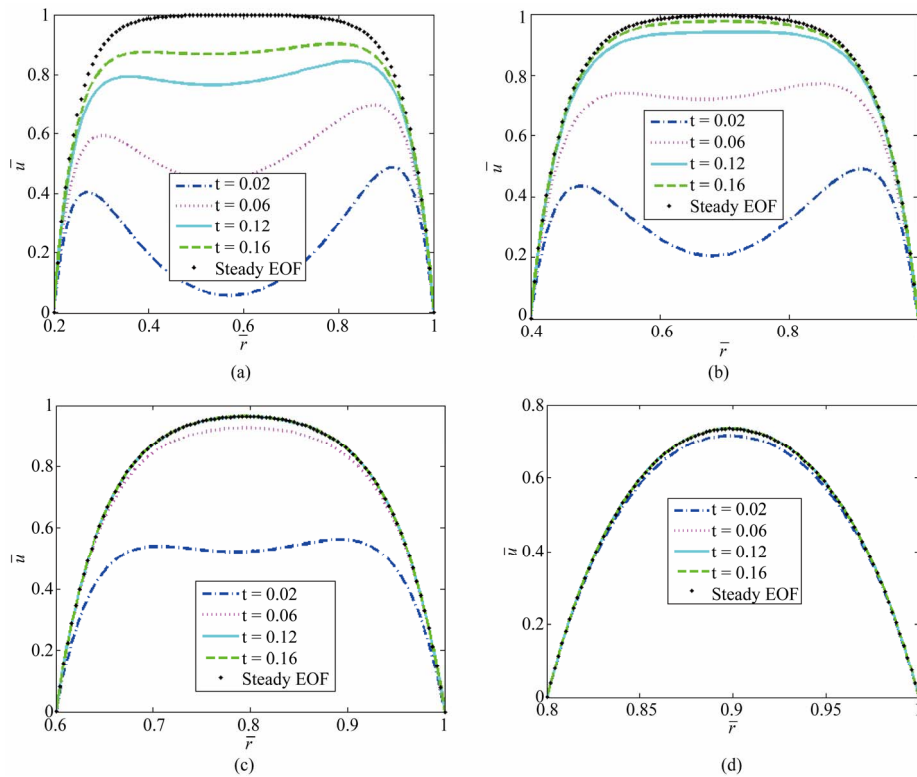 1
0.8
0.6
0.4
0.2
0
u
t = 0.02
t = 0.06
t = 0.12
t = 0.16
Steady EOF
0.2 0.4 0.6 0.8 1
r
(a)
1
0.8
0.6
0.4
0.2
0
u
t = 0.02
t = 0.06
t = 0.12
t = 0.16
Steady EOF
0.4 0.6 0.8
r
(b)
1
0.8
0.6
0.4
0.2
0
u
t = 0.02
t = 0.06
t = 0.12
t = 0.16
Steady EOF
0.6 0.7 0.8 0.9 1
r
(c)
0.8
0.6
0.4
0.2
0
u
t = 0.02
t = 0.06
t = 0.12
t = 0.16
Steady EOF
0.8 0.85 0.9 0.95 1
r
(d)